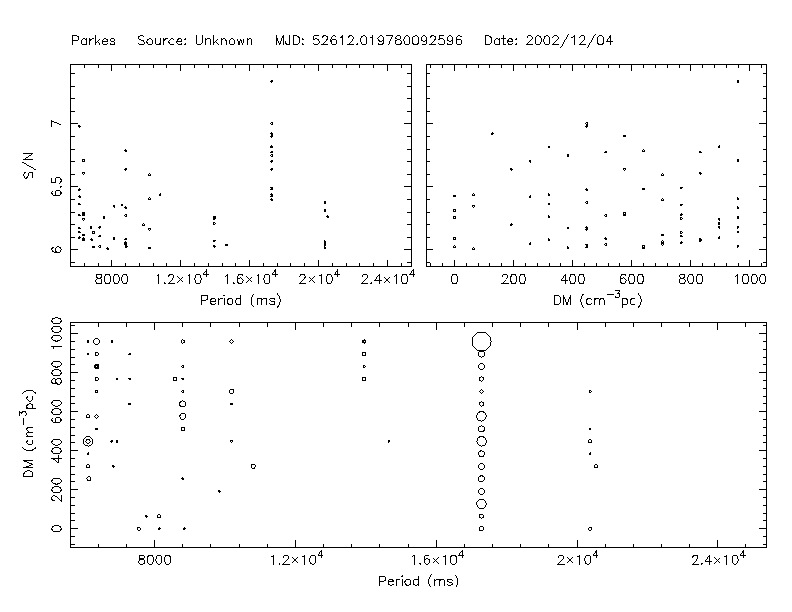 Parkes Source: Unknown MJD: 52612.019780092596 Date: 2002/12/04
S/N
7
6.5
6
8000 1.2×10⁴ 1.6×10⁴ 2×10⁴ 2.4×10⁴
Period (ms)
0 200 400 600 800 1000
DM (cm⁻³pc)
DM (cm⁻³pc)
1000
800
600
400
200
0
8000 1.2×10⁴ 1.6×10⁴ 2×10⁴ 2.4×10⁴
Period (ms)